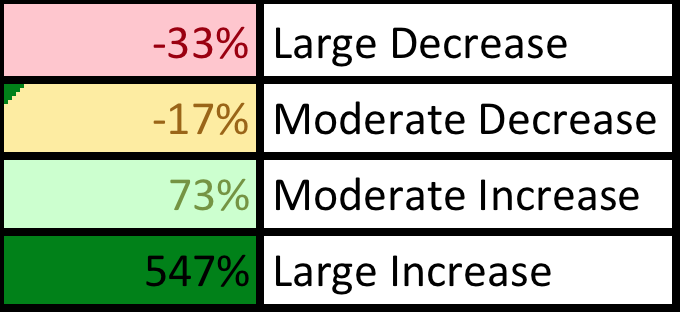 -33% Large Decrease
-17% Moderate Decrease
73% Moderate Increase
547% Large Increase